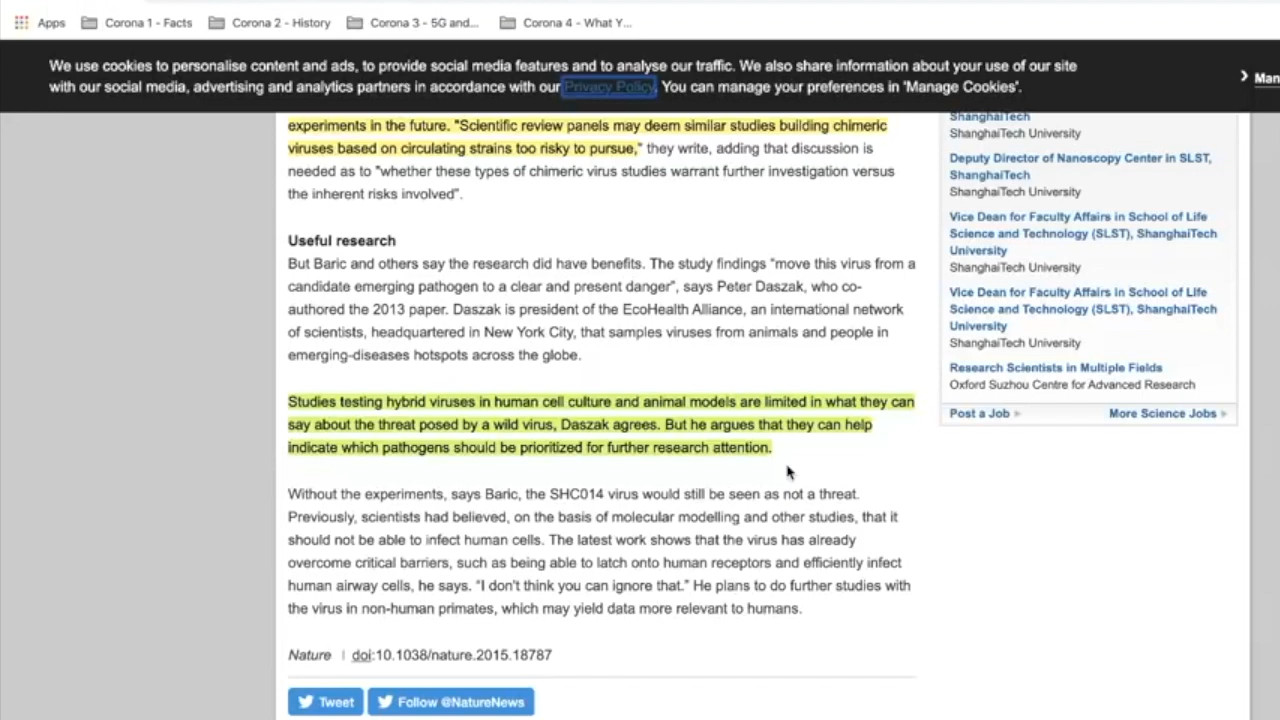 Apps Corona 1 - Facts Corona 2 - History Corona 3 - 5G and... Corona 4 - What Y...
We use cookies to personalise content and ads, to provide social media features and to analyse our traffic. We also share information about your use of our site
with our social media, advertising and analytics partners in accordance with our Privacy Policy. You can manage your preferences in 'Manage Cookies'.
Man
experiments in the future. "Scientific review panels may deem similar studies building chimeric
viruses based on circulating strains too risky to pursue," they write, adding that discussion is
needed as to "whether these types of chimeric virus studies warrant further investigation versus
the inherent risks involved".
Useful research
But Baric and others say the research did have benefits. The study findings "move this virus from a
candidate emerging pathogen to a clear and present danger", says Peter Daszak, who co-
authored the 2013 paper. Daszak is president of the EcoHealth Alliance, an international network
of scientists, headquartered in New York City, that samples viruses from animals and people in
emerging-diseases hotspots across the globe.
Studies testing hybrid viruses in human cell culture and animal models are limited in what they can
say about the threat posed by a wild virus, Daszak agrees. But he argues that they can help
indicate which pathogens should be prioritized for further research attention.
Without the experiments, says Baric, the SHC014 virus would still be seen as not a threat.
Previously, scientists had believed, on the basis of molecular modelling and other studies, that it
should not be able to infect human cells. The latest work shows that the virus has already
overcome critical barriers, such as being able to latch onto human receptors and efficiently infect
human airway cells, he says. "I don't think you can ignore that." He plans to do further studies with
the virus in non-human primates, which may yield data more relevant to humans.
Nature | doi:10.1038/nature.2015.18787
Tweet Follow @NatureNews
ShanghaiTech
ShanghaiTech University
Deputy Director of Nanoscopy Center in SLST,
ShanghaiTech
ShanghaiTech University
Vice Dean for Faculty Affairs in School of Life
Science and Technology (SLST), ShanghaiTech
University
ShanghaiTech University
Vice Dean for Faculty Affairs in School of Life
Science and Technology (SLST), ShanghaiTech
University
ShanghaiTech University
Research Scientists in Multiple Fields
Oxford Suzhou Centre for Advanced Research
Post a Job More Science Jobs